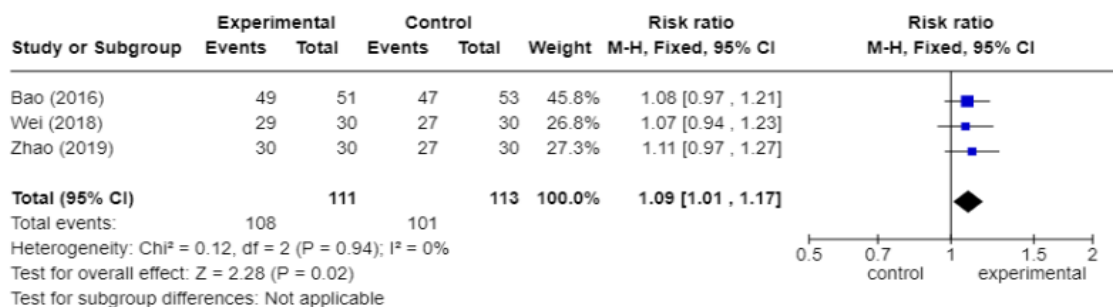 Experimental Control Risk ratio Risk ratio
Study or Subgroup Events Total Events Total Weight M-H, Fixed, 95% CI M-H, Fixed, 95% CI
Bao (2016) 49 51 47 53 45.8% 1.08 [0.97 , 1.21]
Wei (2018) 29 30 27 30 26.8% 1.07 [0.94 , 1.23]
Zhao (2019) 30 30 27 30 27.3% 1.11 [0.97 , 1.27]
Total (95% CI) 111 113 100.0% 1.09 [1.01 , 1.17]
Total events: 108 101
Heterogeneity: Chi² = 0.12, df = 2 (P = 0.94); I² = 0%
Test for overall effect: Z = 2.28 (P = 0.02)
Test for subgroup differences: Not applicable
0.5 0.7 1 1.5 2
control experimental